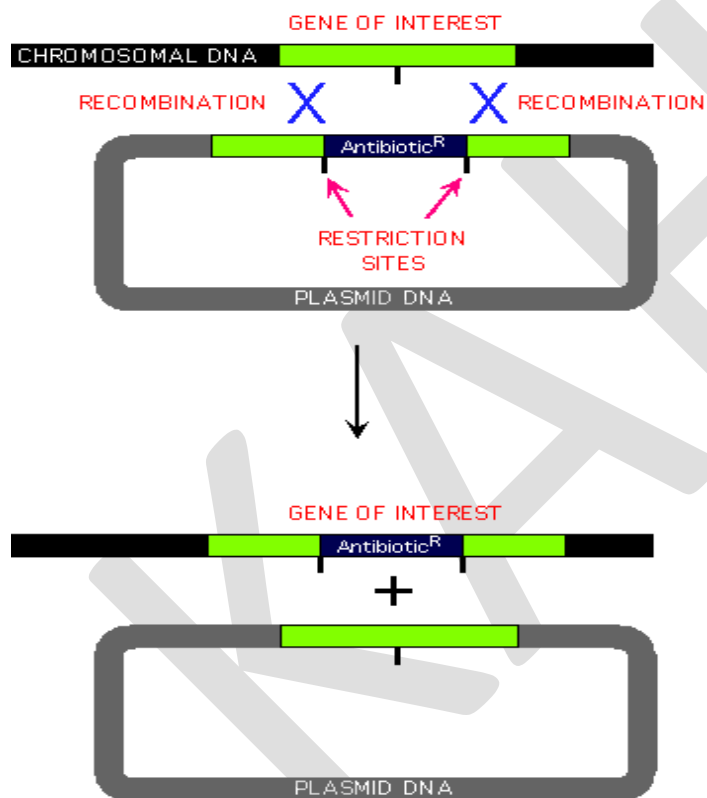 GENE OF INTEREST
CHROMOSOMAL DNA
RECOMBINATION
RECOMBINATION
Antibiotic^R
RESTRICTION
SITES
PLASMID DNA
GENE OF INTEREST
Antibiotic^R
+
PLASMID DNA